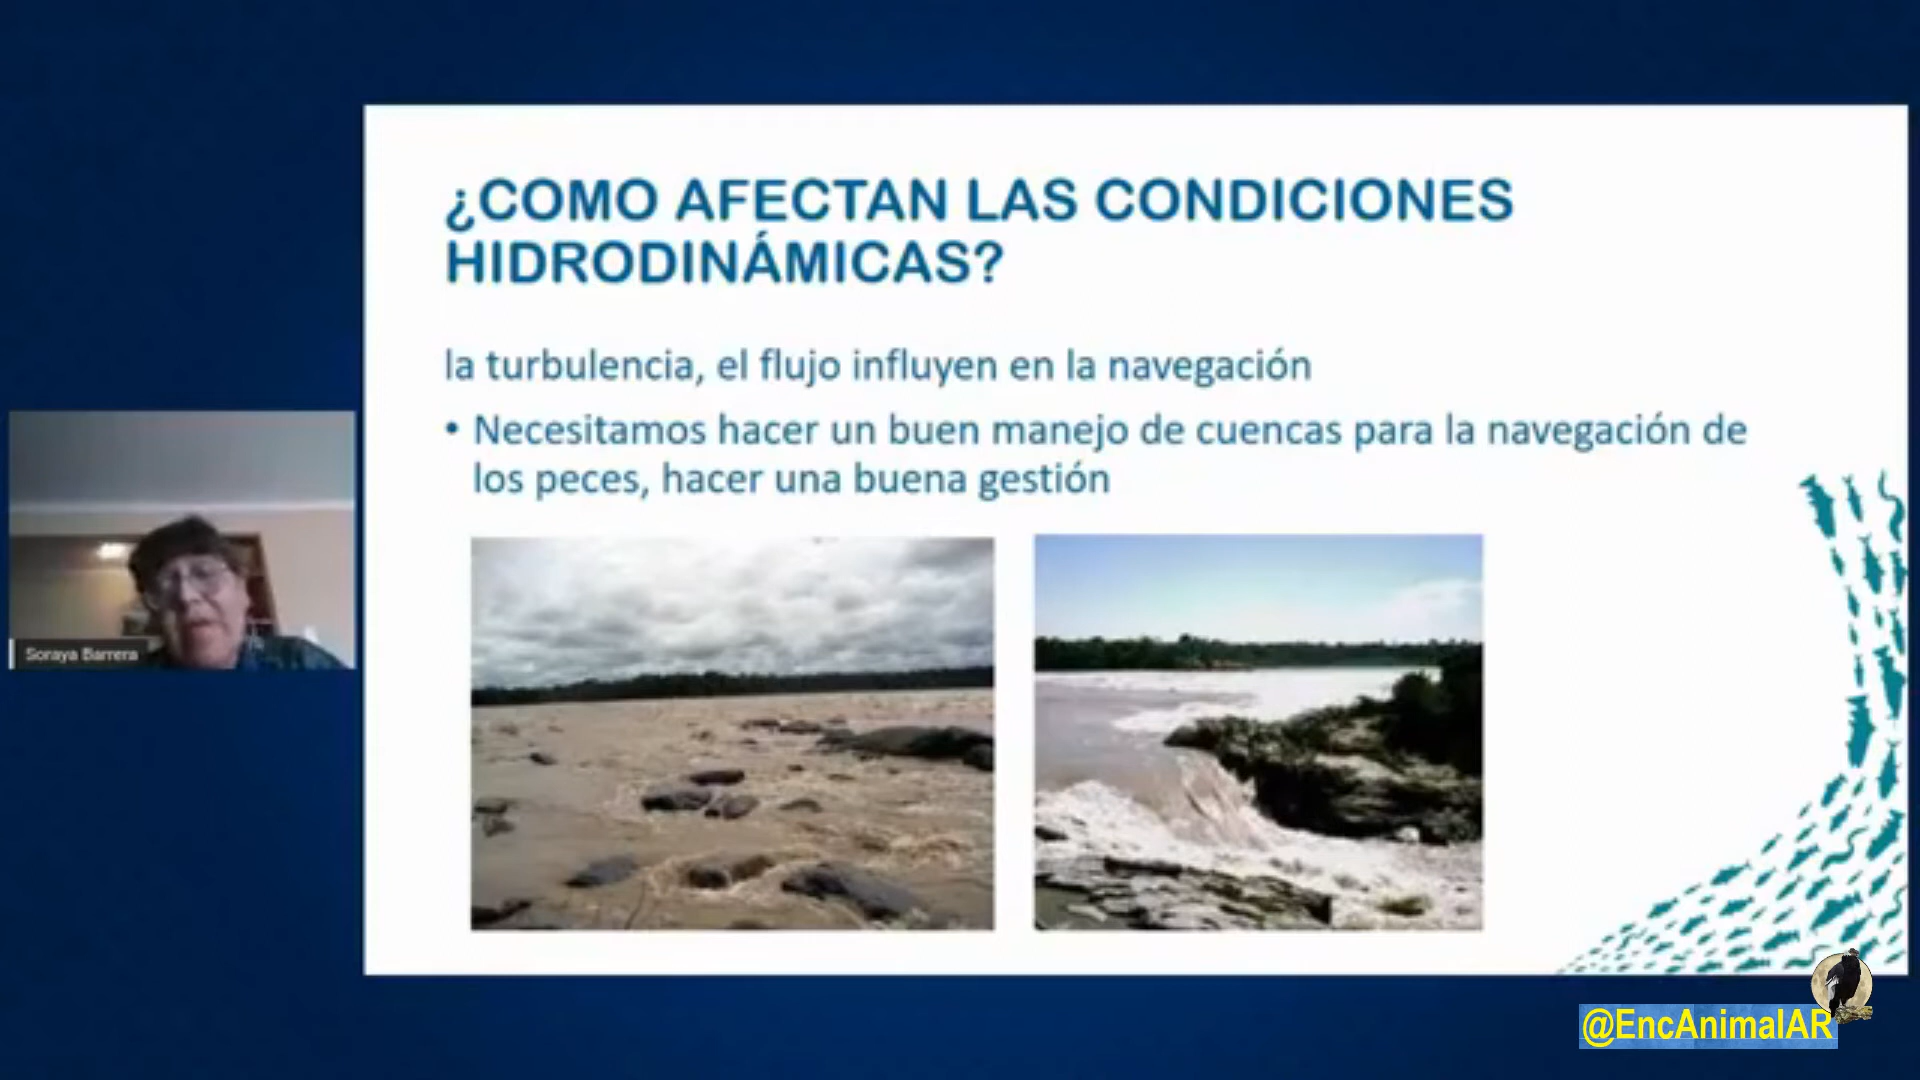 ¿COMO AFECTAN LAS CONDICIONES
HIDRODINÁMICAS?
la turbulencia, el flujo influyen en la navegación
• Necesitamos hacer un buen manejo de cuencas para la navegación de
los peces, hacer una buena gestión
Soraya Barrera
@EncAnimalAR